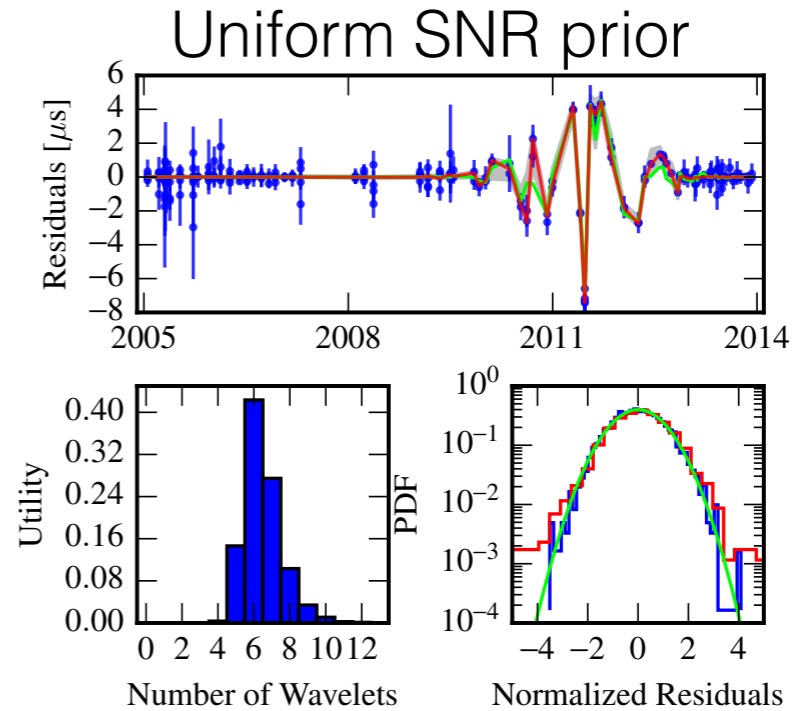 Uniform SNR prior
Residuals [μs]
6
4
2
0
−2
−4
−6
−8
2005 2008 2011 2014
Utility
0.40
0.32
0.24
0.16
0.08
0.00
0 2 4 6 8 10 12
Number of Wavelets
PDF
10^0
10^−1
10^−2
10^−3
10^−4
−4 −2 0 2 4
Normalized Residuals